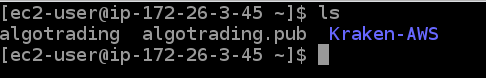 [ec2-user@ip-172-26-3-45 ~]$ ls
algotrading  algotrading.pub  Kraken-AWS
[ec2-user@ip-172-26-3-45 ~]$